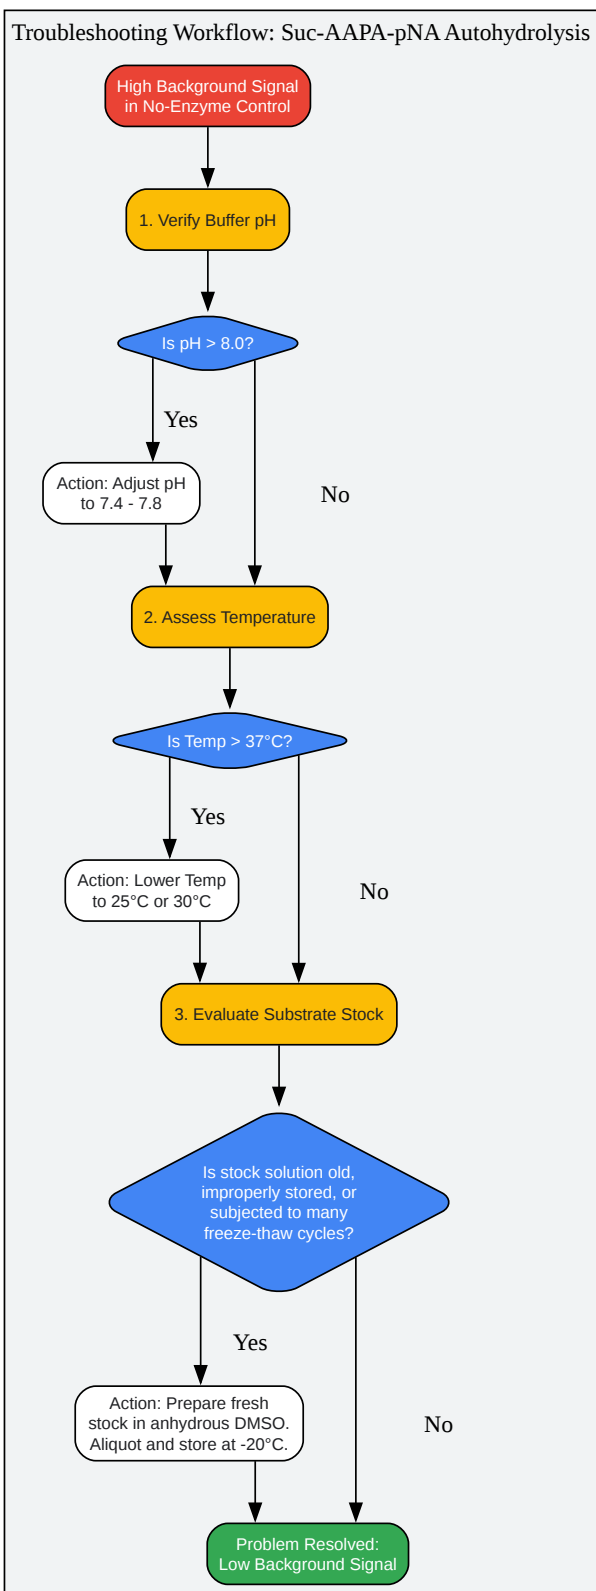 Troubleshooting Workflow: Suc-AAPA-pNA Autohydrolysis
High Background Signal
in No-Enzyme Control
1. Verify Buffer pH
Is pH > 8.0?
Yes
Action: Adjust pH
to 7.4 - 7.8
No
2. Assess Temperature
Is Temp > 37°C?
Yes
Action: Lower Temp
to 25°C or 30°C
No
3. Evaluate Substrate Stock
Is stock solution old,
improperly stored, or
subjected to many
freeze-thaw cycles?
Yes
Action: Prepare fresh
stock in anhydrous DMSO.
Aliquot and store at -20°C.
No
Problem Resolved:
Low Background Signal